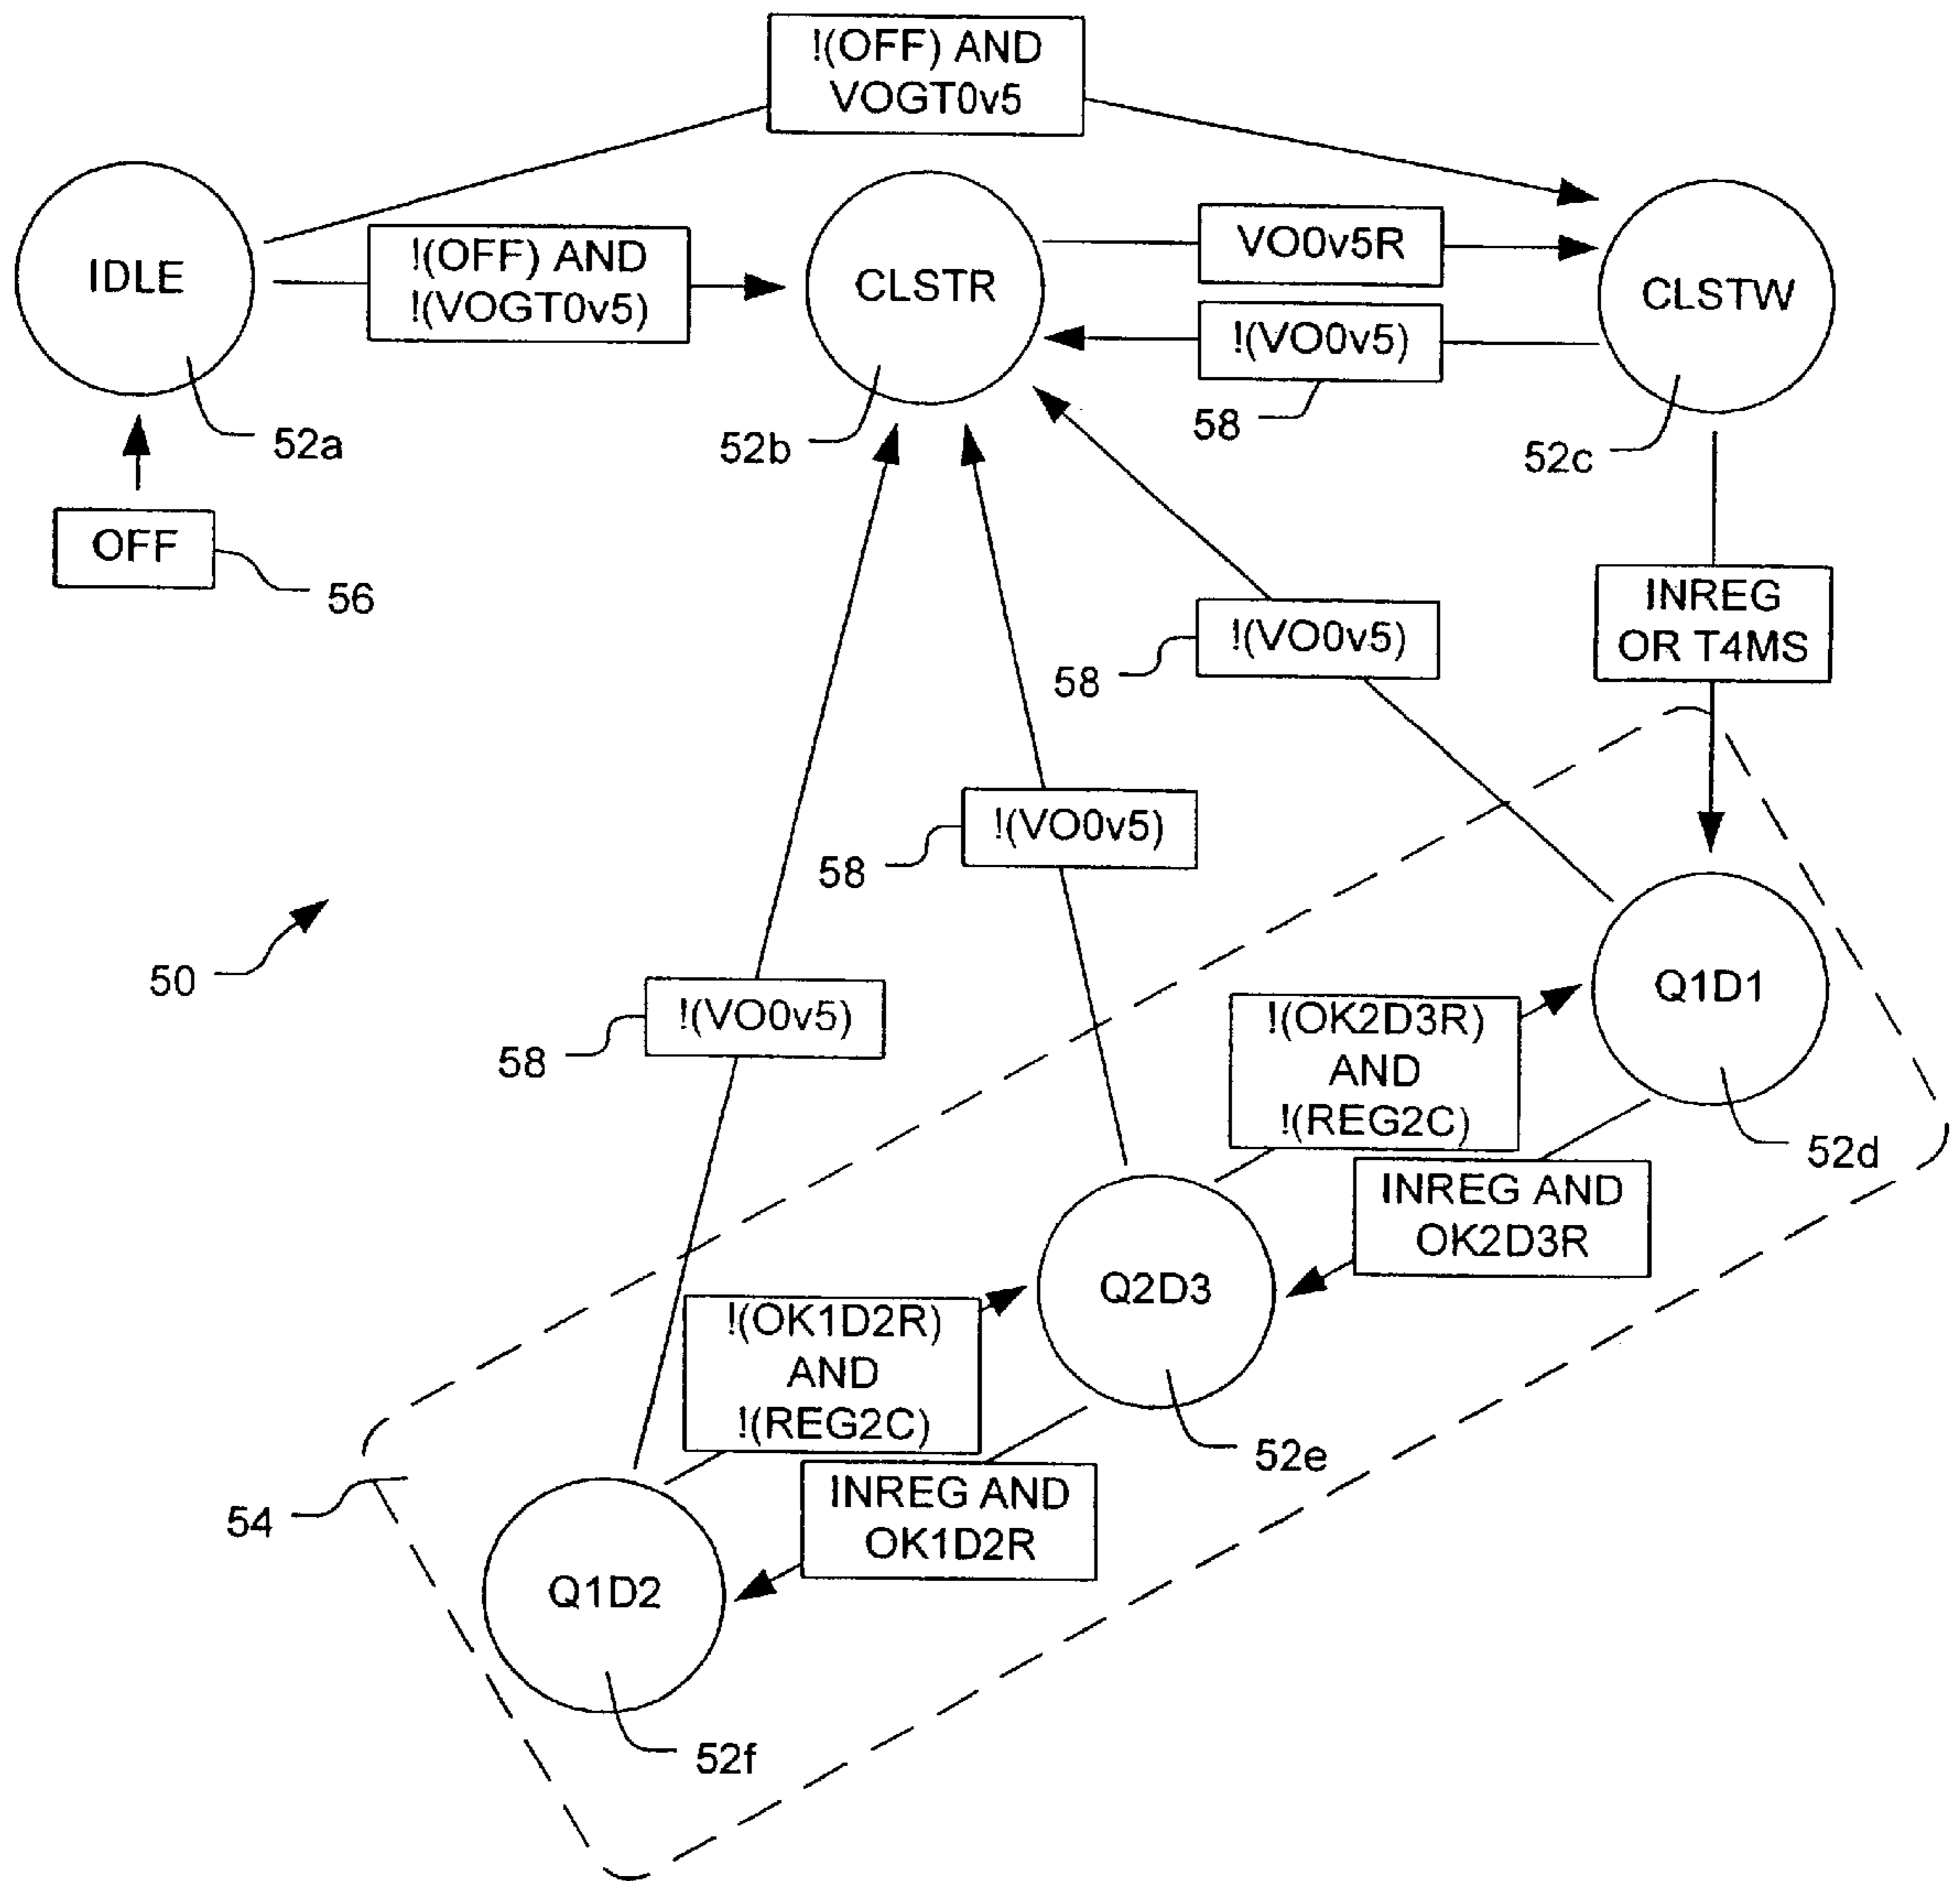 !(OFF) AND
VOGT0v5
IDLE
!(OFF) AND
!(VOGT0v5)
CLSTR
VO0v5R
!(VO0v5)
58
CLSTW
52a
52b
52c
OFF
56
INREG
OR T4MS
!(VO0v5)
58
!(VO0v5)
58
50
!(VO0v5)
58
Q1D1
52d
!(OK2D3R)
AND
!(REG2C)
INREG AND
OK2D3R
Q2D3
52e
!(OK1D2R)
AND
!(REG2C)
INREG AND
OK1D2R
54
Q1D2
52f